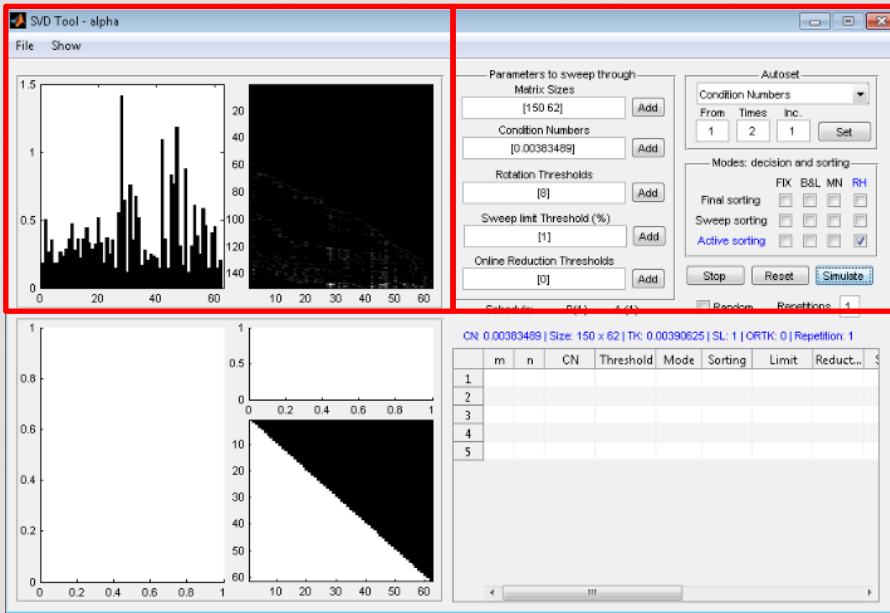 SVD Tool - alpha
File Show
1.5
1
0.5
0
0 20 40 60
20
40
60
80
100
120
140
10 20 30 40 50 60
Parameters to sweep through
Matrix Sizes
[150 62] Add
Condition Numbers
[0.00383489] Add
Rotation Thresholds
[8] Add
Sweep limit Threshold (%)
[1] Add
Online Reduction Thresholds
[0] Add
Autoset
Condition Numbers
From Times Inc.
1 2 1 Set
Modes: decision and sorting
FIX B&L MN RH
Final sorting
Sweep sorting
Active sorting
Stop Reset Simulate
Random Repetitions 1
1
0.8
0.6
0.4
0.2
0
0 0.2 0.4 0.6 0.8 1
1
0.5
0
0 0.2 0.4 0.6 0.8 1
10
20
30
40
50
60
10 20 30 40 50 60
CN: 0.00383489 | Size: 150 x 62 | TK: 0.00390625 | SL: 1 | ORTK: 0 | Repetition: 1
m n CN Threshold Mode Sorting Limit Reduct... S
1
2
3
4
5